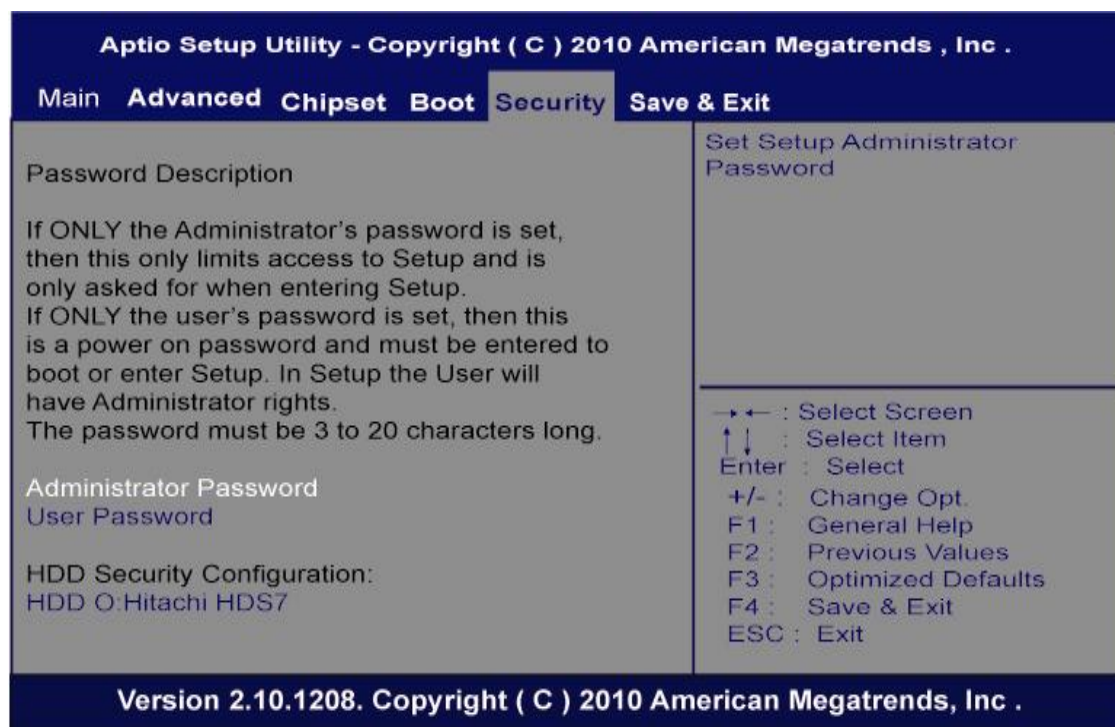 Aptio Setup Utility - Copyright ( C ) 2010 American Megatrends , Inc .
Main Advanced Chipset Boot Security Save & Exit
Password Description
If ONLY the Administrator's password is set,
then this only limits access to Setup and is
only asked for when entering Setup.
If ONLY the user's password is set, then this
is a power on password and must be entered to
boot or enter Setup. In Setup the User will
have Administrator rights.
The password must be 3 to 20 characters long.
Administrator Password
User Password
HDD Security Configuration:
HDD O:Hitachi HDS7
Set Setup Administrator
Password
→ ← : Select Screen
↑ ↓ : Select Item
Enter : Select
+/- : Change Opt.
F1 : General Help
F2 : Previous Values
F3 : Optimized Defaults
F4 : Save & Exit
ESC : Exit
Version 2.10.1208. Copyright ( C ) 2010 American Megatrends, Inc .